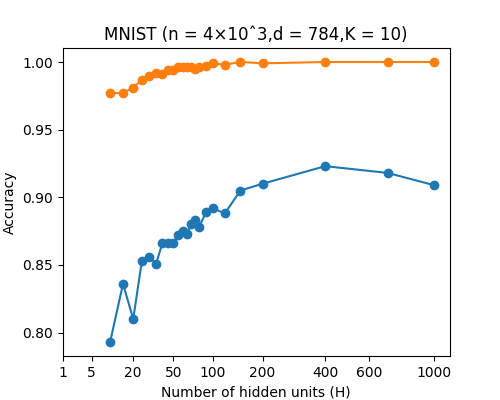 MNIST (n = 4×10ˆ3,d = 784,K = 10)
1.00
0.95
0.90
0.85
0.80
Accuracy
1 5 20 50 100 200 400 600 1000
Number of hidden units (H)